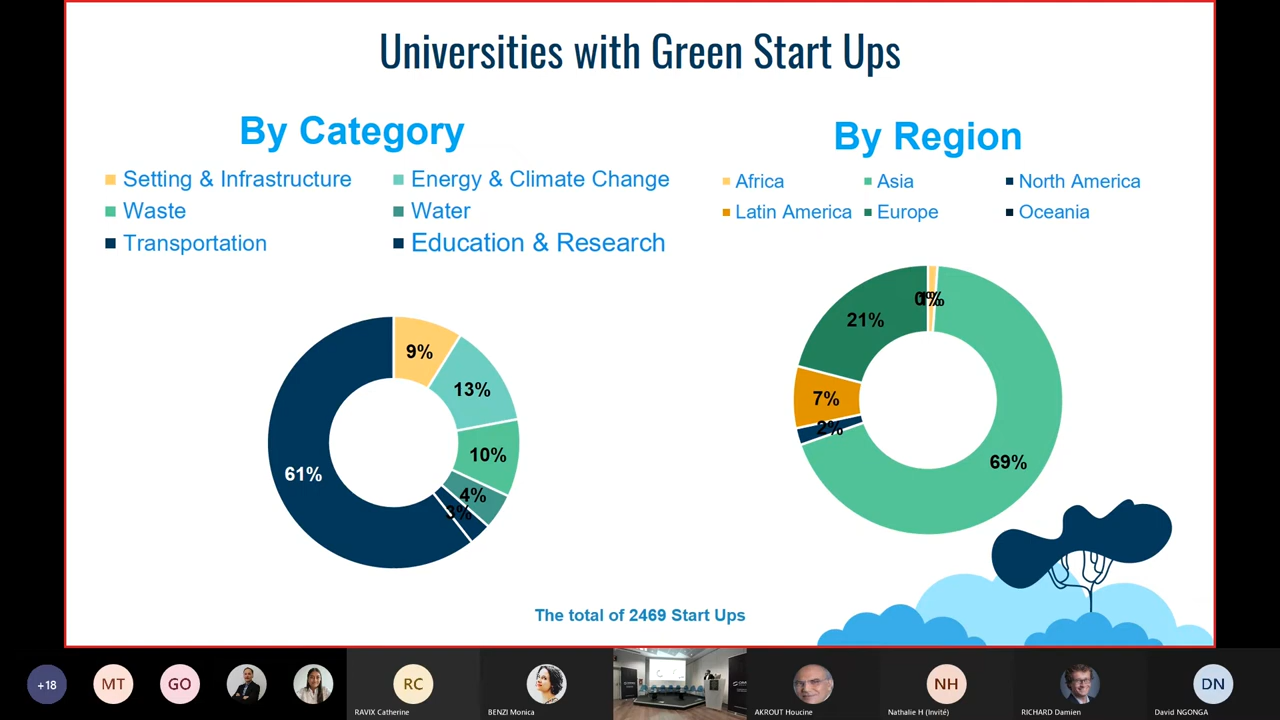 Universities with Green Start Ups
By Category
Setting & Infrastructure
Energy & Climate Change
Waste
Water
Transportation
Education & Research
9%
13%
10%
4%
3%
61%
By Region
Africa
Asia
North America
Latin America
Europe
Oceania
0%
1%
21%
7%
2%
69%
The total of 2469 Start Ups
+18
MT
GO
RC
RAVIX Catherine
BENZI Monica
AKROUT Houcine
NH
Nathalie H (Invité)
RICHARD Damien
DN
David NGONGA